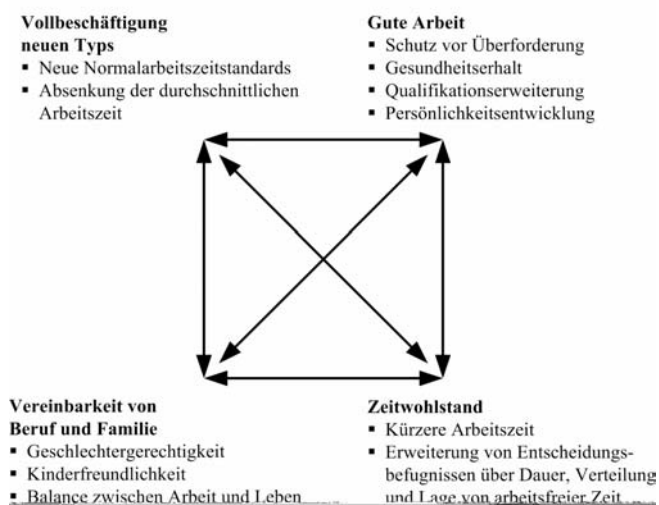 Vollbeschäftigung
neuen Typs
▪ Neue Normalarbeitszeitstandards
▪ Absenkung der durchschnittlichen
Arbeitszeit
Gute Arbeit
▪ Schutz vor Überforderung
▪ Gesundheitserhalt
▪ Qualifikationserweiterung
▪ Persönlichkeitsentwicklung
Vereinbarkeit von
Beruf und Familie
▪ Geschlechtergerechtigkeit
▪ Kinderfreundlichkeit
▪ Balance zwischen Arbeit und Leben
Zeitwohlstand
▪ Kürzere Arbeitszeit
▪ Erweiterung von Entscheidungs-
befugnissen über Dauer, Verteilung
und Lage von arbeitsfreier Zeit